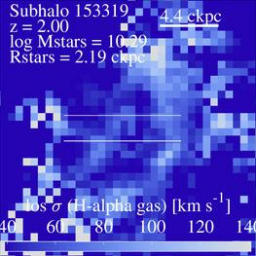 Subhalo 153319
4.4 ckpc
z = 2.00
log Mstars = 10.29
Rstars = 2.19 ckpc
los σ (H-alpha gas) [km s⁻¹]
40 60 80 100 120 140